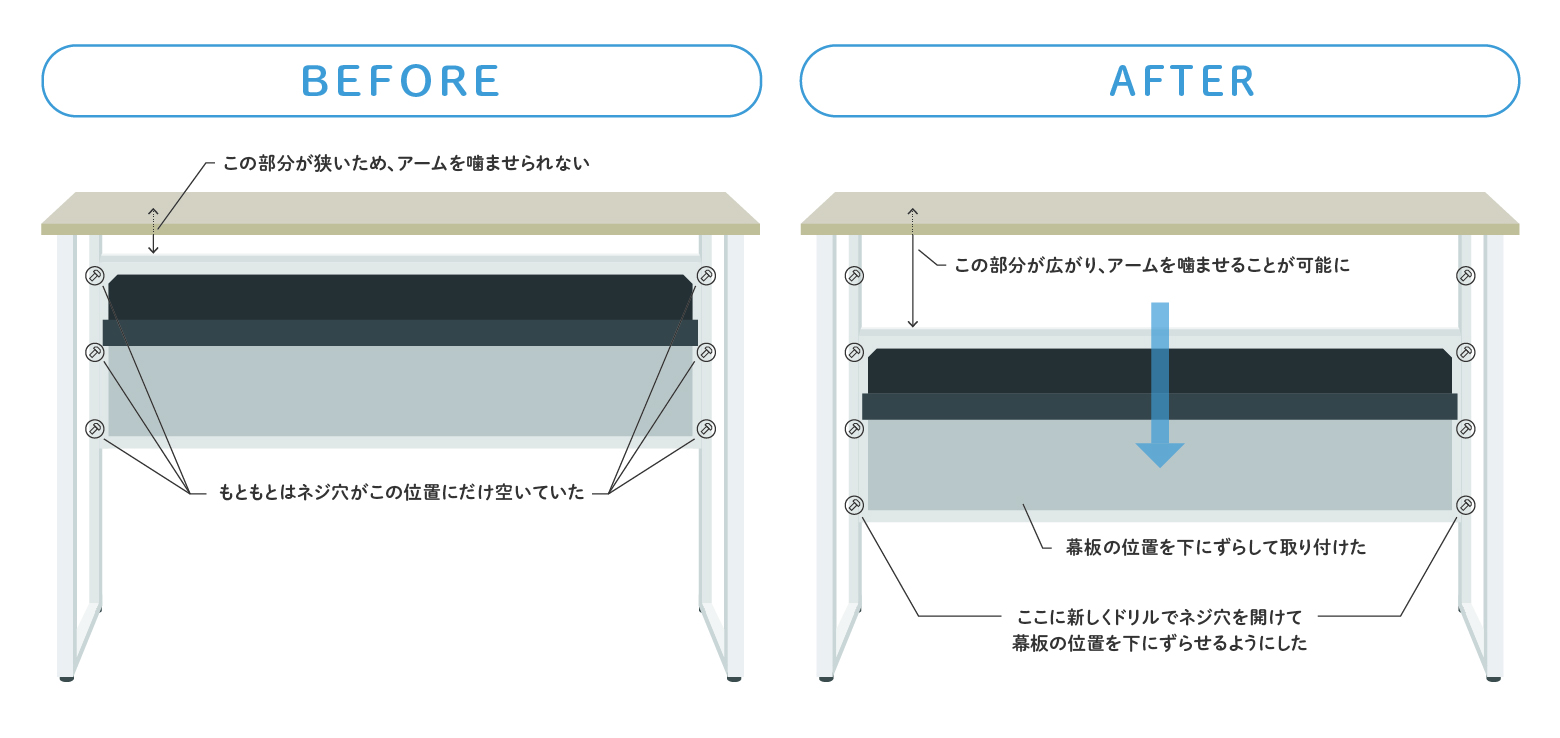 BEFORE
この部分が狭いため、アームを噛ませられない
もともとはネジ穴がこの位置にだけ空いていた
AFTER
この部分が広がり、アームを噛ませることが可能に
幕板の位置を下にずらして取り付けた
ここに新しくドリルでネジ穴を開けて
幕板の位置を下にずらせるようにした